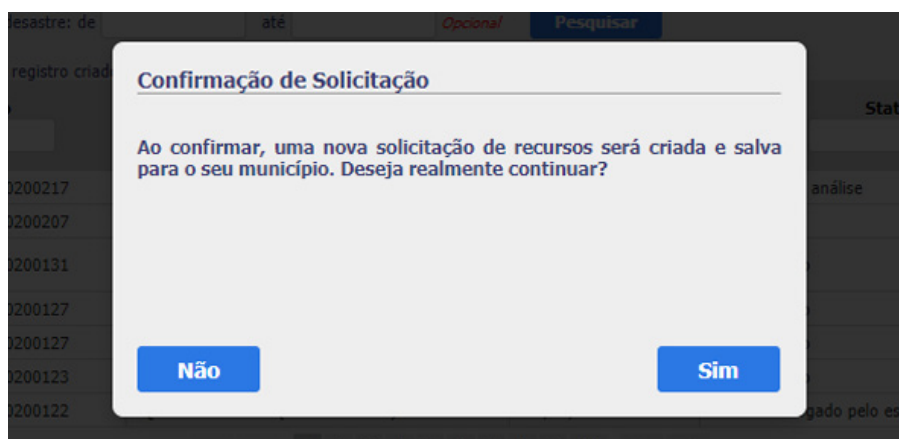 desastre: de até Opcional Pesquisar
registro criad
Stat
Confirmação de Solicitação
Ao confirmar, uma nova solicitação de recursos será criada e salva
para o seu município. Deseja realmente continuar?
0200217 análise
0200207
0200131
0200127
0200127
0200123
0200122 gado pelo es
Não Sim